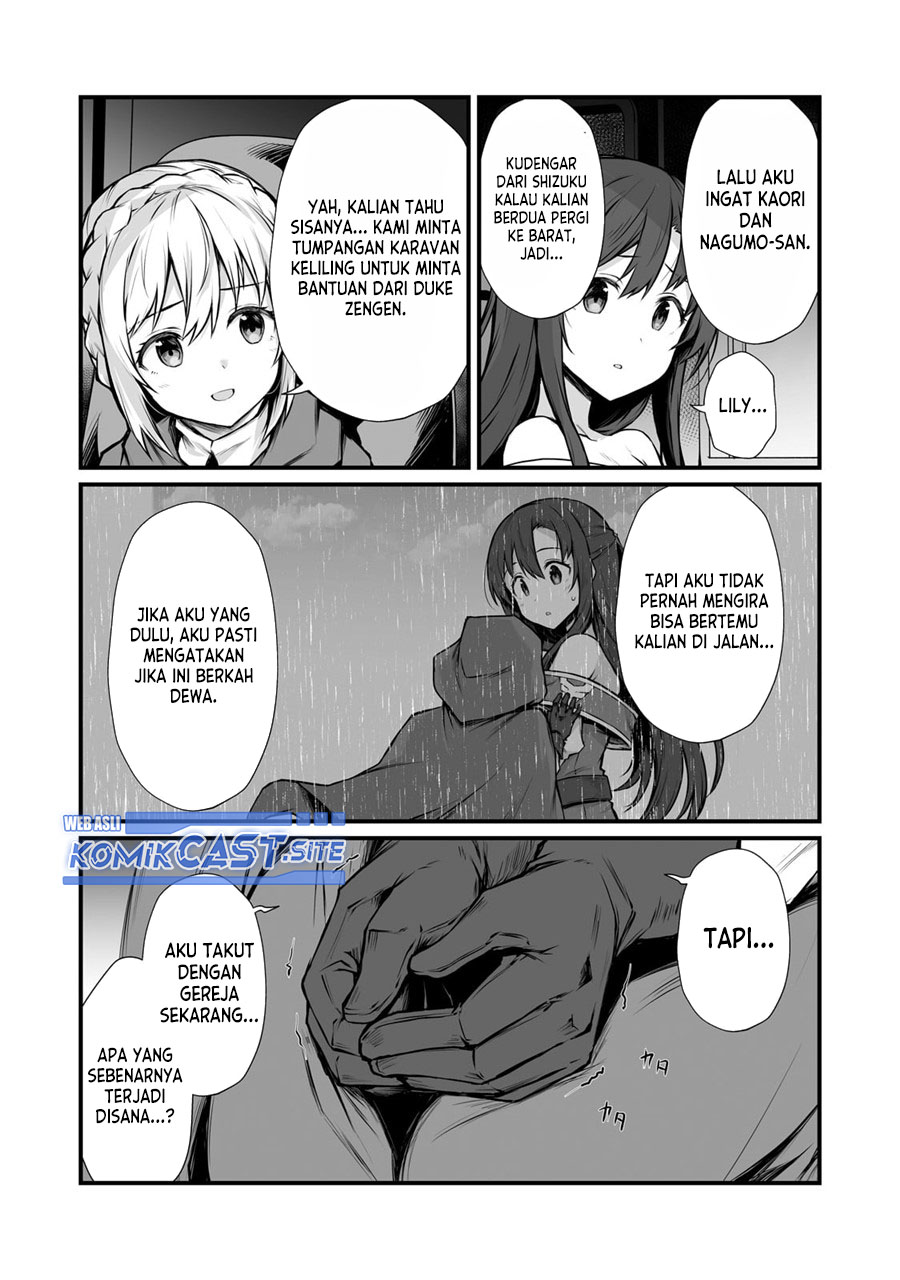 LALU AKU
INGAT KAORI
DAN
NAGUMO-SAN.
KUDENGAR
DARI SHIZUKU
KALAU KALIAN
BERDUA PERGI
KE BARAT,
JADI...
LILY...
YAH, KALIAN TAHU
SISANYA... KAMI MINTA
TUMPANGAN KARAVAN
KELILING UNTUK MINTA
BANTUAN DARI DUKE
ZENGEN.
TAPI AKU TIDAK
PERNAH MENGIRA
BISA BERTEMU
KALIAN DI JALAN...
JIKA AKU YANG
DULU, AKU PASTI
MENGATAKAN
JIKA INI BERKAH
DEWA.
WEB ASLI
KOMIKCAST.SITE
TAPI...
AKU TAKUT
DENGAN
GEREJA
SEKARANG...
APA YANG
SEBENARNYA
TERJADI
DISANA...?
カタ
カタ